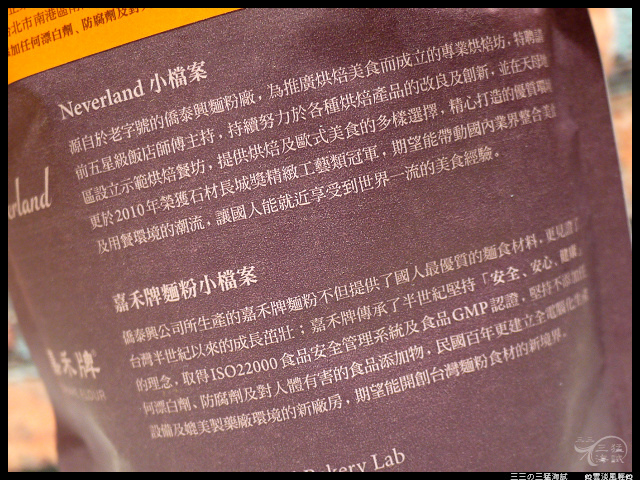 北市南港區南
添加任何漂白劑、防腐劑及對
Neverland 小檔案
源自於老字號的僑泰興麵粉廠，為推廣烘焙美食而成立的專業烘焙坊，特聘請
前五星級飯店師傅主持，持續努力於各種烘焙產品的改良及創新，並在天母地
區設立示範烘焙餐坊，提供烘焙及歐式美食的多樣選擇，精心打造的優質環
更於2010年榮獲石材長城獎精緻工藝類冠軍，期望能帶動國內業界整合美
及用餐環境的潮流，讓國人能就近享受到世界一流的美食經驗。
erland
嘉禾牌麵粉小檔案
僑泰興公司所生產的嘉禾牌麵粉不但提供了國人最優質的麵食材料，更見證了
台灣半世紀以來的成長茁壯；嘉禾牌傳承了半世紀堅持「安全、安心、健康」
的理念，取得ISO22000食品安全管理系統及食品GMP認證，堅持不添加任
何漂白劑、防腐劑及對人體有害的食品添加物，民國百年更建立全電腦化生產
設備及媲美製藥廠環境的新廠房，期望能開創台灣麵粉食材的新境界。
禾牌
FLOUR
Bakery Lab
三三の三猛海試
雲淡風輕